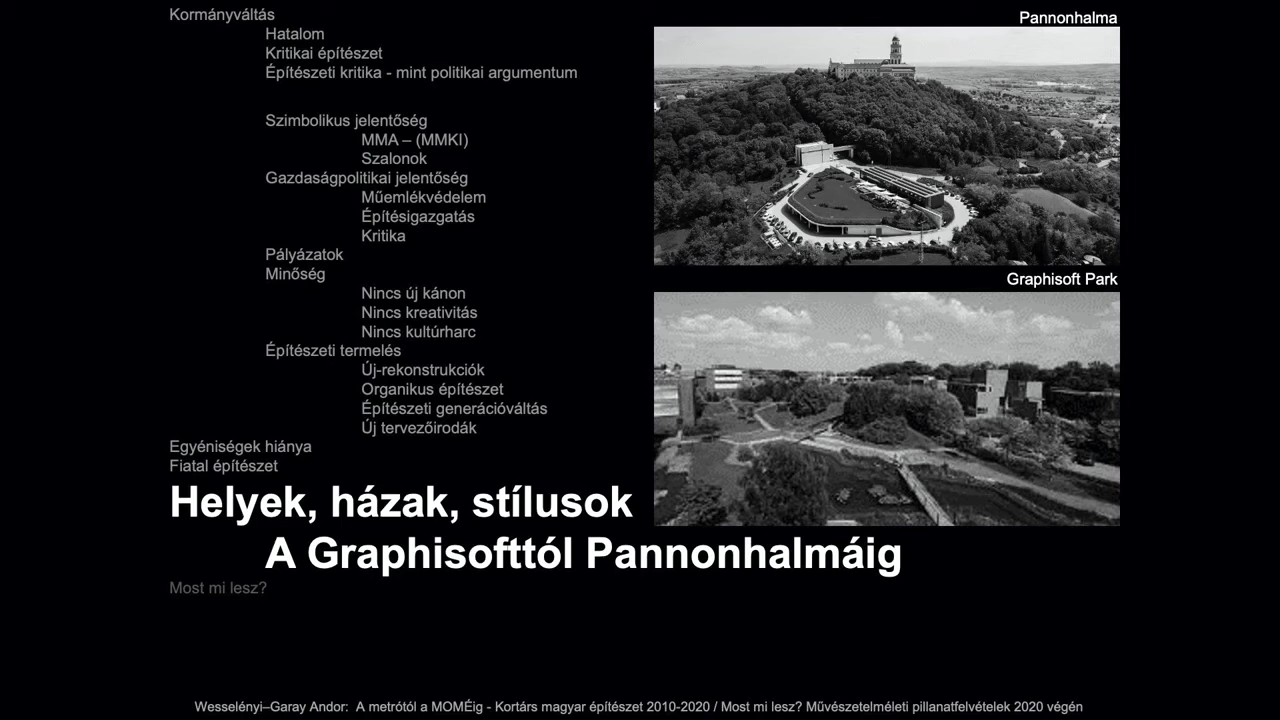 Kormányváltás
Hatalom
Kritikai építészet
Építészeti kritika - mint politikai argumentum
Szimbolikus jelentőség
MMA – (MMKI)
Szalonok
Gazdaságpolitikai jelentőség
Műemlékvédelem
Építésigazgatás
Kritika
Pályázatok
Minőség
Nincs új kánon
Nincs kreativitás
Nincs kultúrharc
Építészeti termelés
Új-rekonstrukciók
Organikus építészet
Építészeti generációváltás
Új tervezőirodák
Egyéniségek hiánya
Fiatal építészet
Helyek, házak, stílusok
A Graphisofttól Pannonhalmáig
Most mi lesz?
Pannonhalma
Graphisoft Park
Wesselényi–Garay Andor: A metrótól a MOMÉig - Kortárs magyar építészet 2010-2020 / Most mi lesz? Művészetelméleti pillanatfelvételek 2020 végén